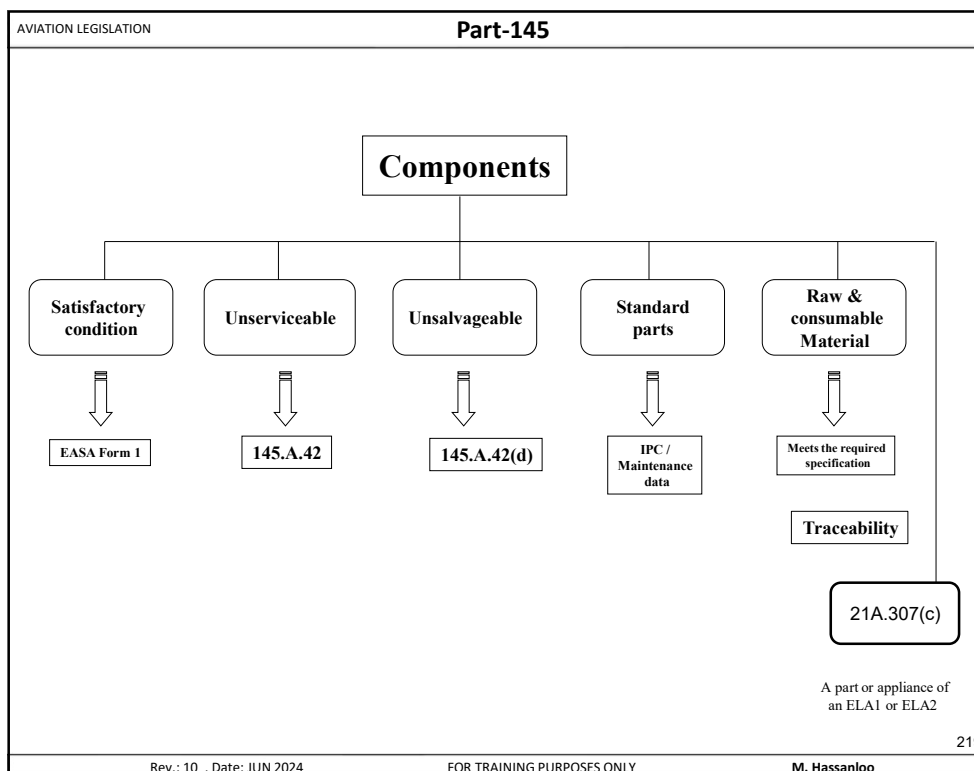 AVIATION LEGISLATION
Part-145
Components
Satisfactory
condition
Unserviceable
Unsalvageable
Standard
parts
Raw &
consumable
Material
EASA Form 1
145.A.42
145.A.42(d)
IPC /
Maintenance
data
Meets the required
specification
Traceability
21A.307(c)
A part or appliance of
an ELA1 or ELA2
Rev.: 10 , Date: JUN 2024
FOR TRAINING PURPOSES ONLY
M. Hassanloo